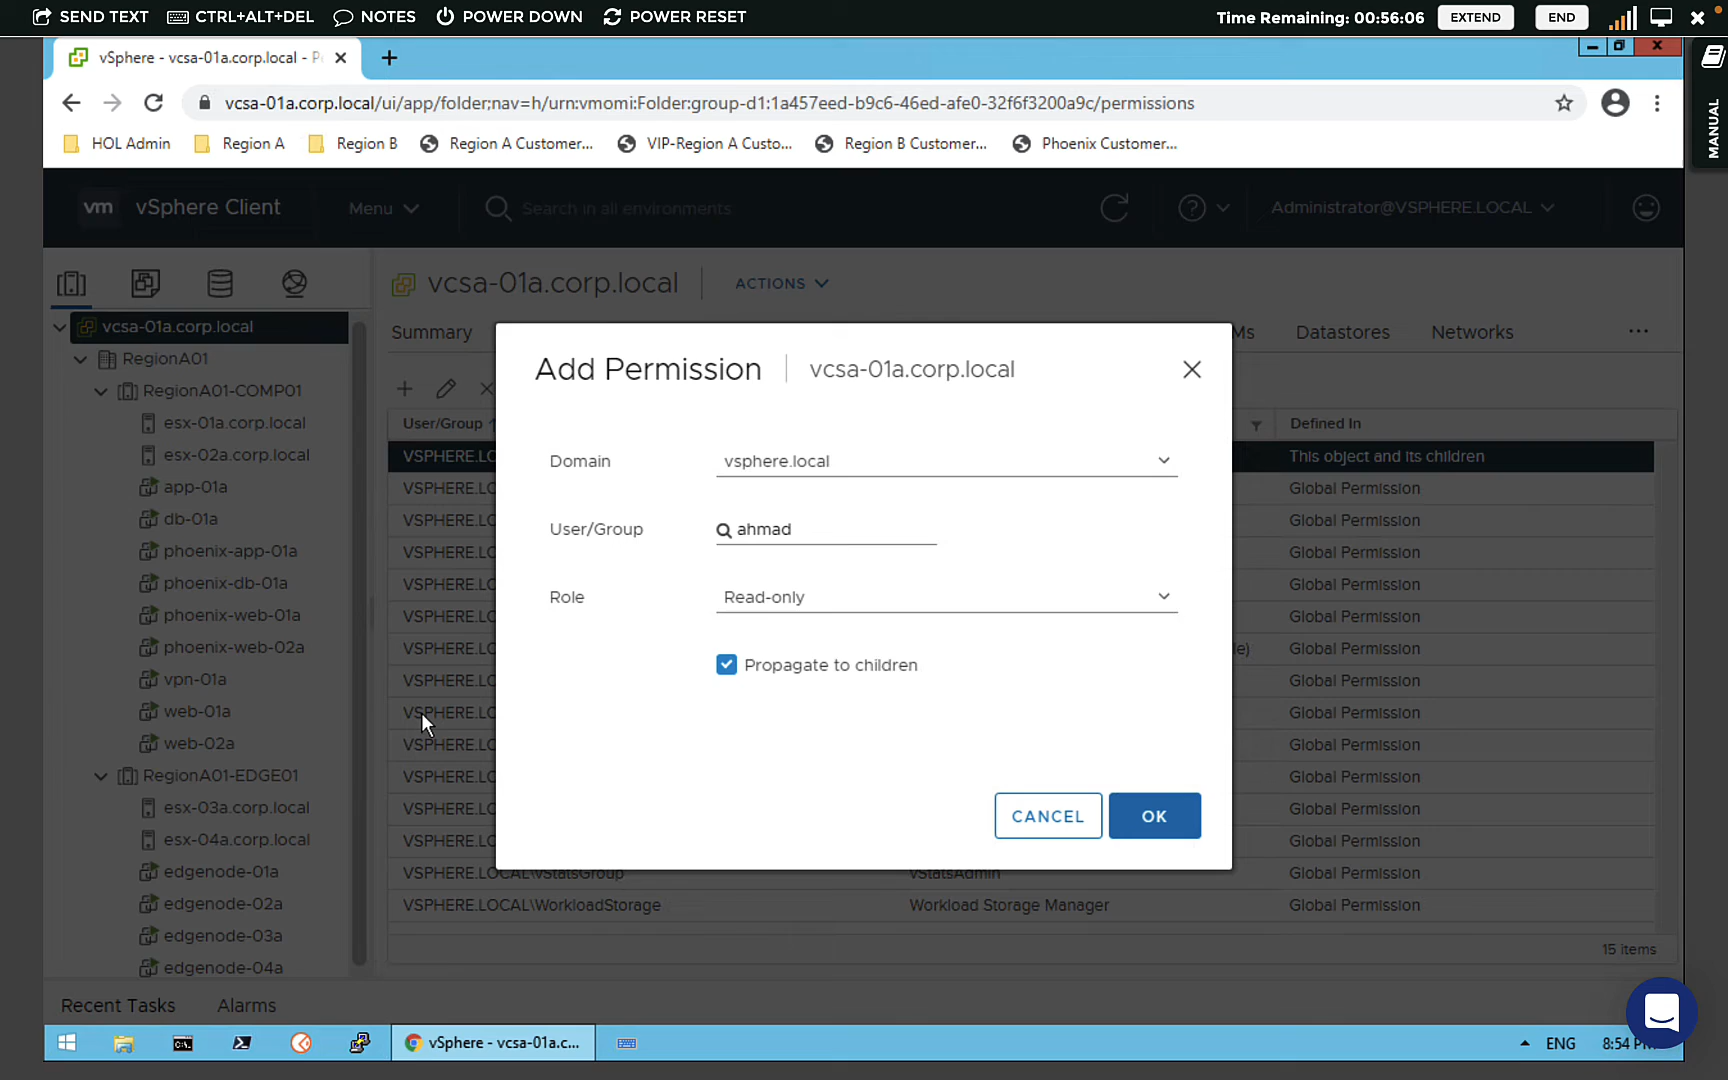 SEND TEXT CTRL+ALT+DEL NOTES POWER DOWN POWER RESET Time Remaining: 00:56:06 EXTEND END
MANUAL
vSphere - vcsa-01a.corp.local - P
vcsa-01a.corp.local/ui/app/folder;nav=h/urn:vmomi:Folder:group-d1:1a457eed-b9c6-46ed-afe0-32f6f3200a9c/permissions
HOL Admin Region A Region B Region A Customer... VIP-Region A Custo... Region B Customer... Phoenix Customer...
vm vSphere Client Menu Search in all environments Administrator@VSPHERE.LOCAL
vcsa-01a.corp.local ACTIONS
Summary Ms Datastores Networks ...
vcsa-01a.corp.local
RegionA01
RegionA01-COMP01
esx-01a.corp.local
esx-02a.corp.local
app-01a
db-01a
phoenix-app-01a
phoenix-db-01a
phoenix-web-01a
phoenix-web-02a
vpn-01a
web-01a
web-02a
RegionA01-EDGE01
esx-03a.corp.local
esx-04a.corp.local
edgenode-01a
edgenode-02a
edgenode-03a
edgenode-04a
Add Permission vcsa-01a.corp.local
Domain vsphere.local
User/Group ahmad
Role Read-only
Propagate to children
CANCEL OK
User/Group Defined In
VSPHERE.LO This object and its children
VSPHERE.LO Global Permission
VSPHERE.LO Global Permission
VSPHERE.LO Global Permission
VSPHERE.LO Global Permission
VSPHERE.LO Global Permission
VSPHERE.LO le) Global Permission
VSPHERE.LO Global Permission
VSPHERE.LO Global Permission
VSPHERE.LO Global Permission
VSPHERE.LO Global Permission
VSPHERE.LO Global Permission
VSPHERE.LO Global Permission
VSPHERE.LOCAL\vStatsGroup vStatsAdmin Global Permission
VSPHERE.LOCAL\WorkloadStorage Workload Storage Manager Global Permission
15 items
Recent Tasks Alarms
vSphere - vcsa-01a.c... ENG 8:54